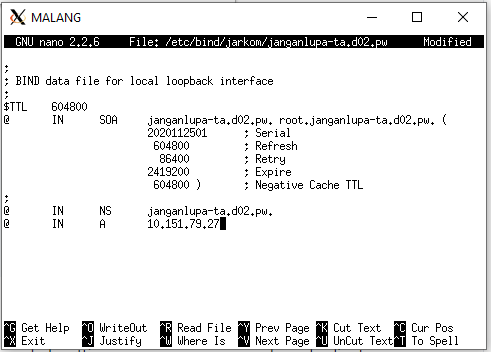 MALANG
GNU nano 2.2.6 File: /etc/bind/jarkom/janganlupa-ta.d02.pw Modified
;
; BIND data file for local loopback interface
;
$TTL 604800
@ IN SOA janganlupa-ta.d02.pw. root.janganlupa-ta.d02.pw. (
2020112501 ; Serial
604800 ; Refresh
86400 ; Retry
2419200 ; Expire
604800 ) ; Negative Cache TTL
;
@ IN NS janganlupa-ta.d02.pw.
@ IN A 10.151.79.27
^G Get Help ^O WriteOut ^R Read File ^Y Prev Page ^K Cut Text ^C Cur Pos
^X Exit ^J Justify ^W Where Is ^V Next Page ^U UnCut Text ^T To Spell